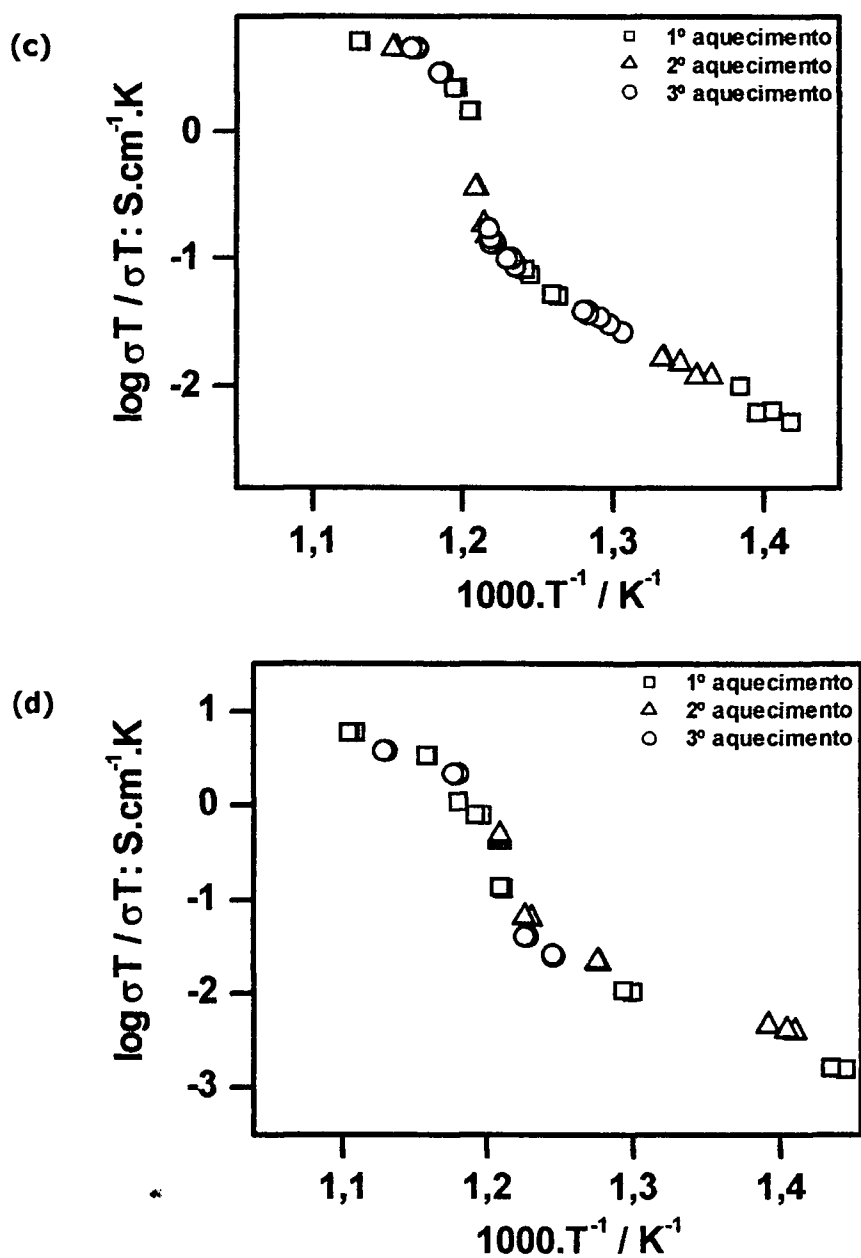 (c)
1º aquecimento
2º aquecimento
3º aquecimento
0
-1
-2
log σT / σT: S.cm⁻¹.K
1,1 1,2 1,3 1,4
1000.T⁻¹ / K⁻¹
(d)
1º aquecimento
2º aquecimento
3º aquecimento
1
0
-1
-2
-3
log σT / σT: S.cm⁻¹.K
1,1 1,2 1,3 1,4
1000.T⁻¹ / K⁻¹